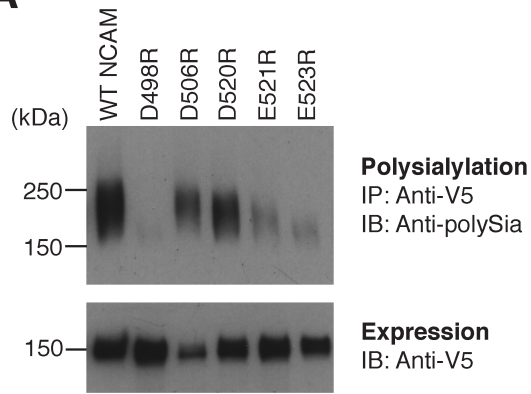 A
WT NCAM
D498R
D506R
D520R
E521R
E523R
(kDa)
250
150
Polysialylation
IP: Anti-V5
IB: Anti-polySia
150
Expression
IB: Anti-V5